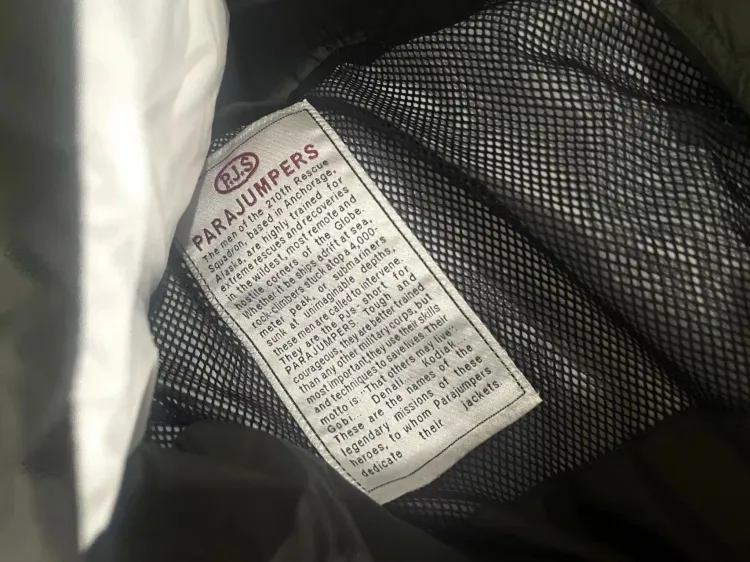 P.J.S
PARAJUMPERS
The men of the 210th Rescue
Squadron, based in Anchorage,
Alaska, are highly trained for
extreme rescues and recoveries
in the wildest, most remote and
hostile corners of the Globe.
Whether it be ships adrift at sea,
rock-climbers stuck atop a 4,000-
meter peak, or submariners
sunk at unimaginable depths,
these men are called to intervene.
They are the PJs - short for
PARAJUMPERS. Tough and
courageous they are better trained
than any other military corps, but
most important they use their skills
and techniques to save lives. Their
motto is: "That others may live."
Gobi... Denali... Kodiak...
These are the names of the
legendary missions of these
heroes, to whom Parajumpers
dedicate their jackets.